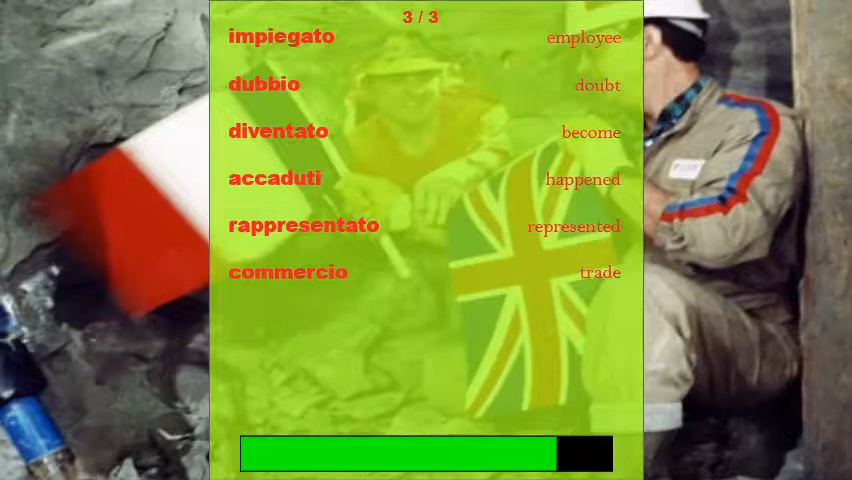 3 / 3
impiegato employee
dubbio doubt
diventato become
accaduti happened
rappresentato represented
commercio trade